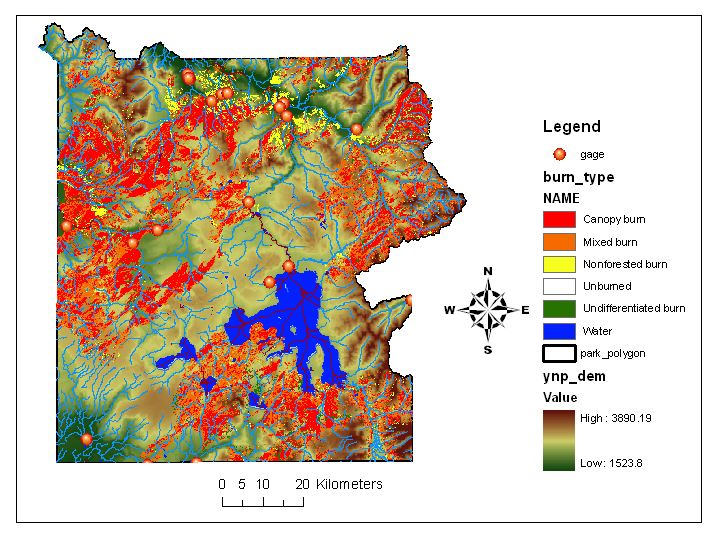 Legend
gage
burn_type
NAME
Canopy burn
Mixed burn
Nonforested burn
Unburned
Undifferentiated burn
Water
park_polygon
ynp_dem
Value
High : 3890.19
Low : 1523.8
N
W E
S
0 5 10 20 Kilometers